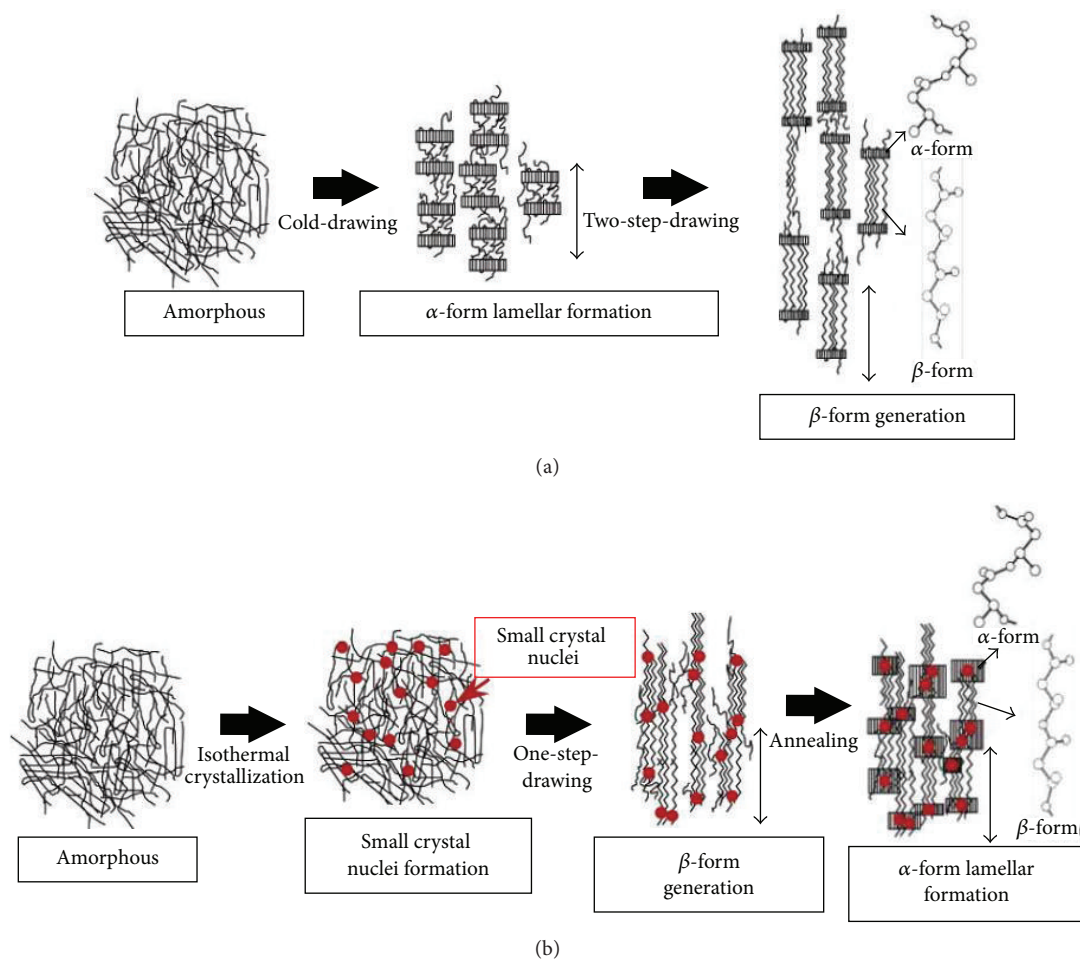 Amorphous
Cold-drawing
α-form lamellar formation
Two-step-drawing
α-form
β-form
β-form generation
(a)
Amorphous
Isothermal
crystallization
Small crystal
nuclei
Small crystal
nuclei formation
One-step-
drawing
β-form
generation
Annealing
α-form
β-form
α-form lamellar
formation
(b)